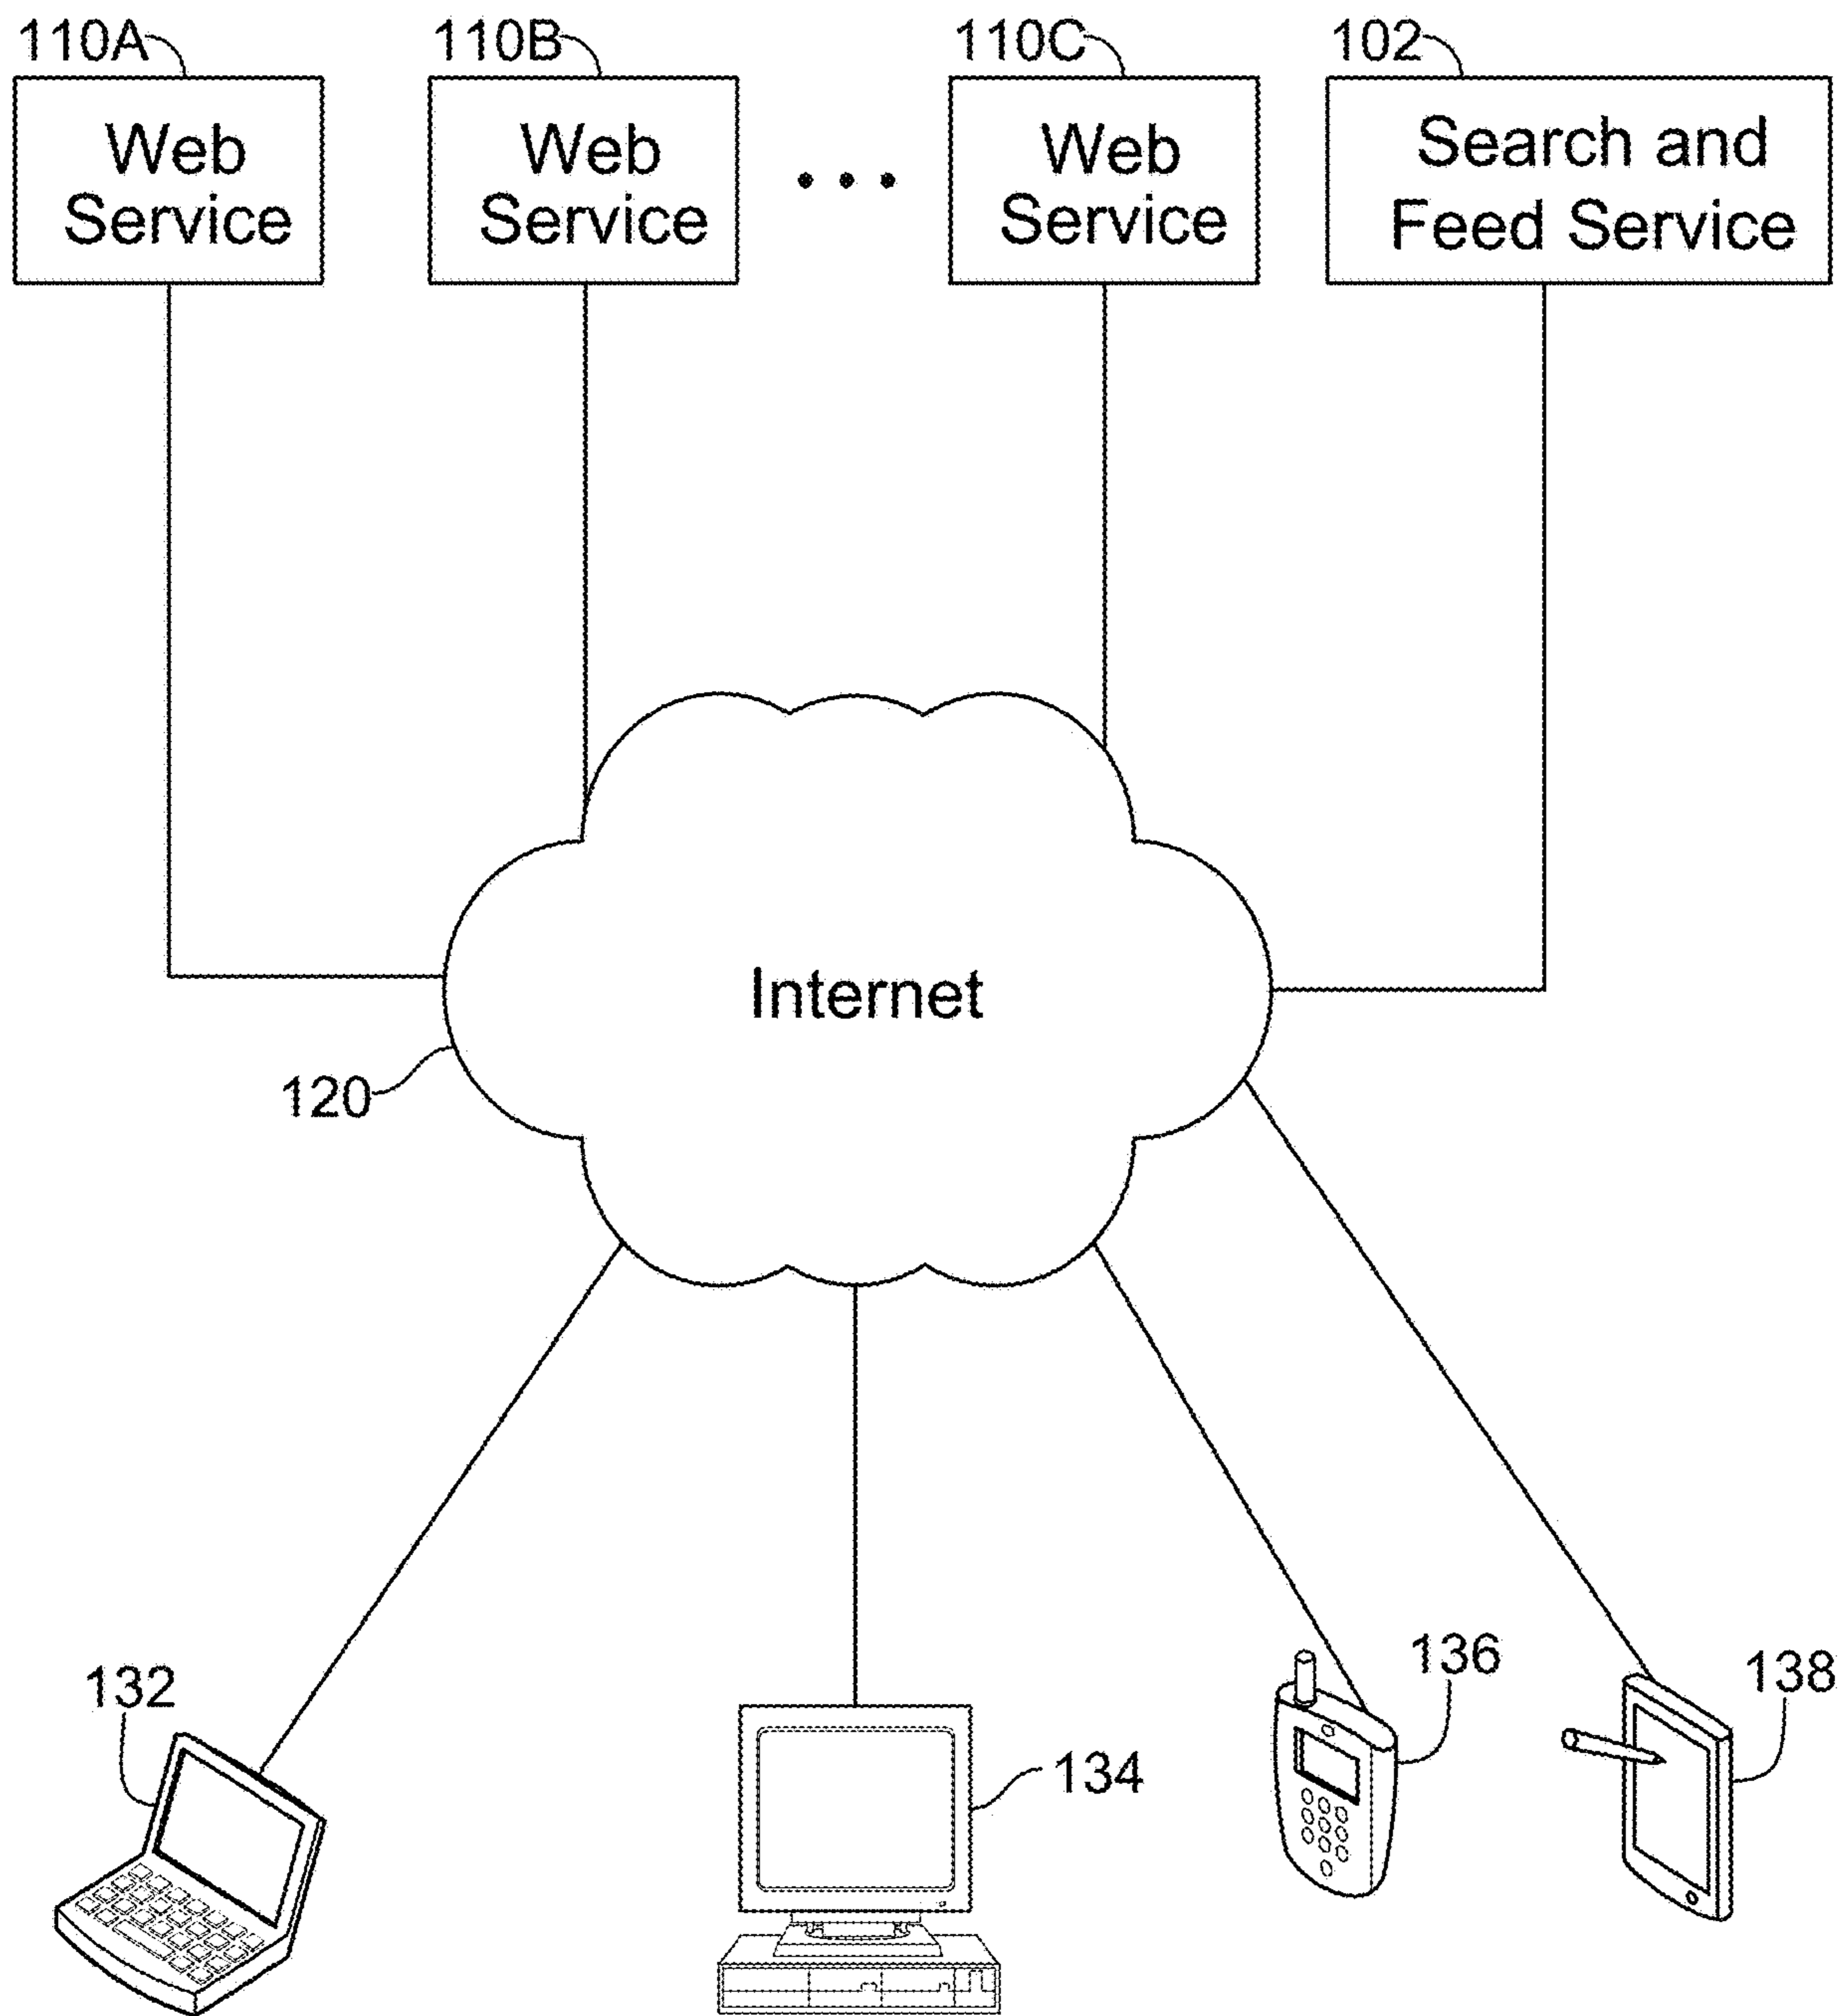 110A
110B
110C
102
Web
Service
Web
Service
Web
Service
Search and
Feed Service
Internet
120
132
134
136
138